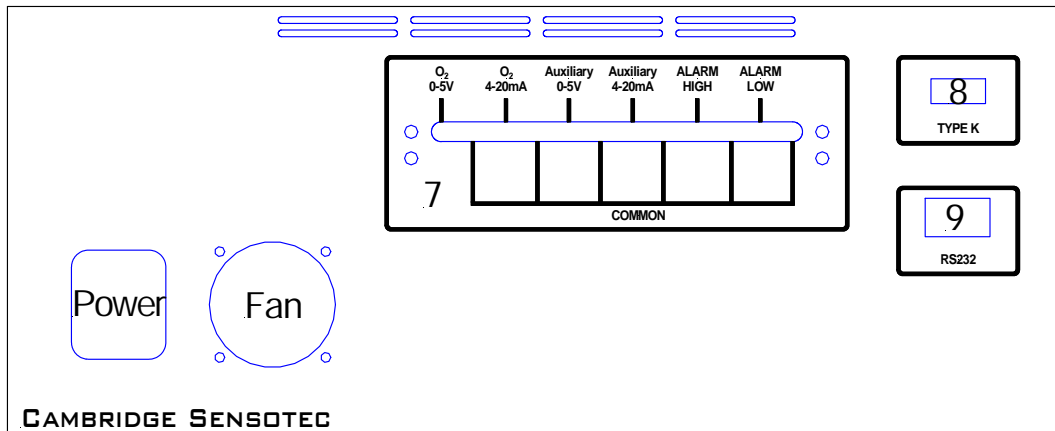 O₂ O₂ Auxiliary Auxiliary ALARM ALARM
0-5V 4-20mA 0-5V 4-20mA HIGH LOW
8
TYPE K
7
COMMON
9
RS232
Power
Fan
CAMBRIDGE SENSOTEC